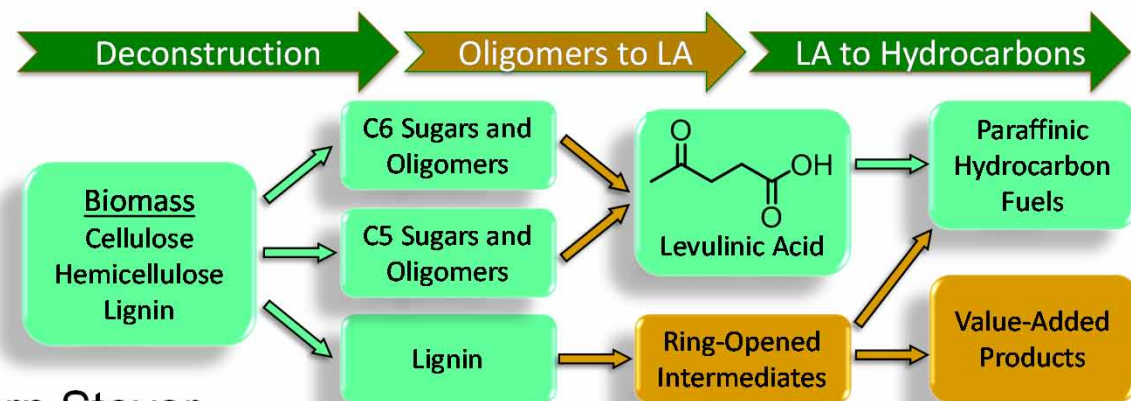 Deconstruction
Oligomers to LA
LA to Hydrocarbons
Biomass
Cellulose
Hemicellulose
Lignin
C6 Sugars and
Oligomers
C5 Sugars and
Oligomers
Lignin
O
OH
O
Levulinic Acid
Ring-Opened
Intermediates
Paraffinic
Hydrocarbon
Fuels
Value-Added
Products